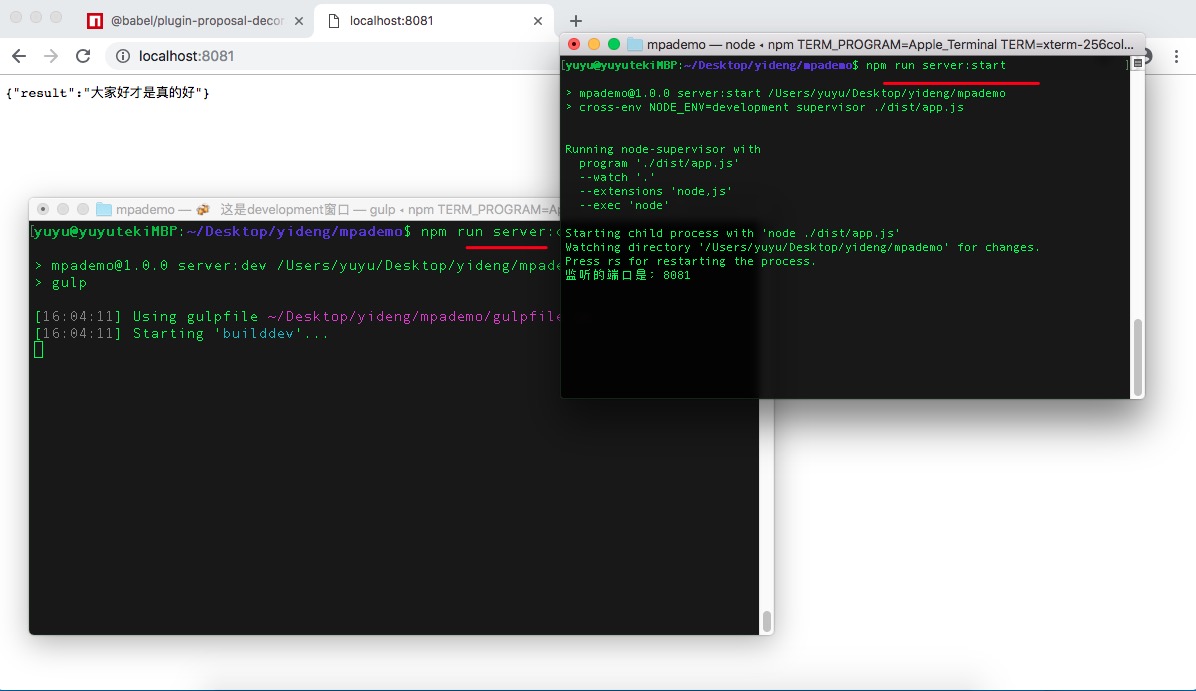 @babel/plugin-proposal-decor
localhost:8081
localhost:8081
{"result":"大家好才是真的好"}
mpademo — node ◂ npm TERM_PROGRAM=Apple_Terminal TERM=xterm-256col...
[yuyu@yuyutekiMBP:~/Desktop/yideng/mpademo$ npm run server:start ]
> mpademo@1.0.0 server:start /Users/yuyu/Desktop/yideng/mpademo
> cross-env NODE_ENV=development supervisor ./dist/app.js
Running node-supervisor with
program './dist/app.js'
--watch '.'
--extensions 'node,js'
--exec 'node'
Starting child process with 'node ./dist/app.js'
Watching directory '/Users/yuyu/Desktop/yideng/mpademo' for changes.
Press rs for restarting the process.
监听的端口是: 8081
mpademo — 这是development窗口 — gulp ◂ npm TERM_PROGRAM=Ap
[yuyu@yuyutekiMBP:~/Desktop/yideng/mpademo$ npm run server:
> mpademo@1.0.0 server:dev /Users/yuyu/Desktop/yideng/mpade
> gulp
[16:04:11] Using gulpfile ~/Desktop/yideng/mpademo/gulpfile
[16:04:11] Starting 'builddev'...